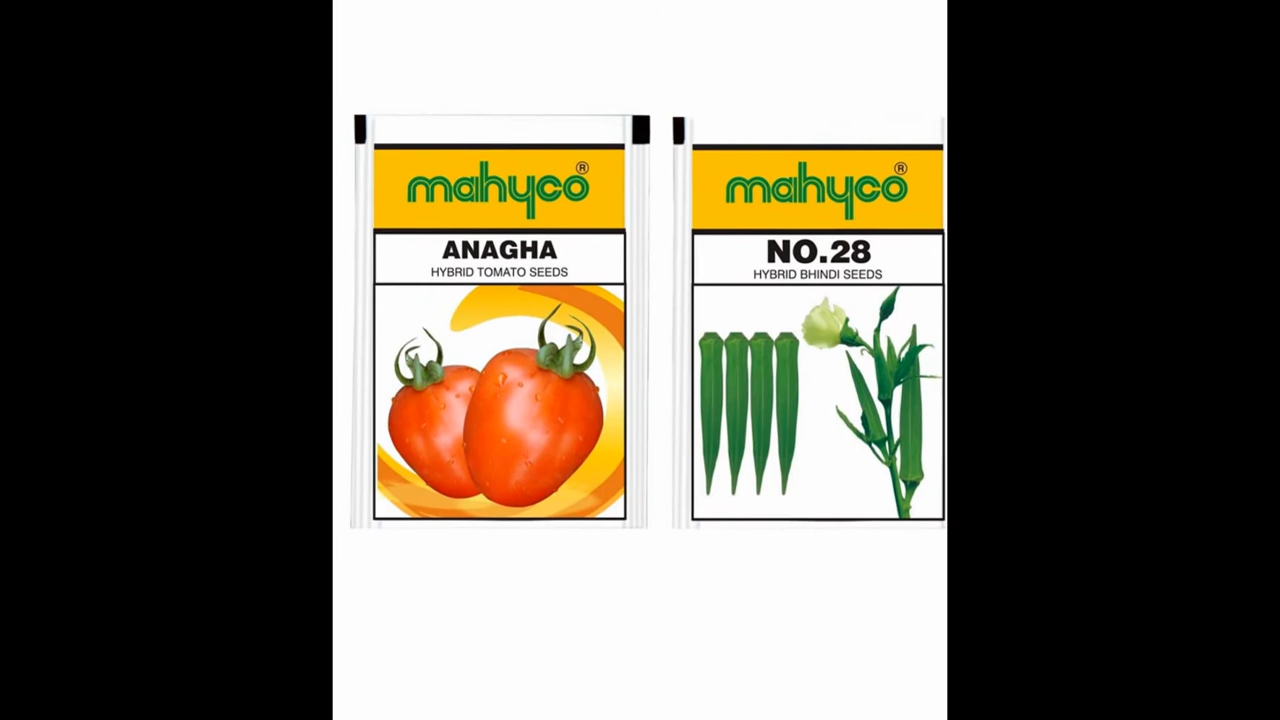 mahyco®
ANAGHA
HYBRID TOMATO SEEDS
mahyco®
NO.28
HYBRID BHINDI SEEDS